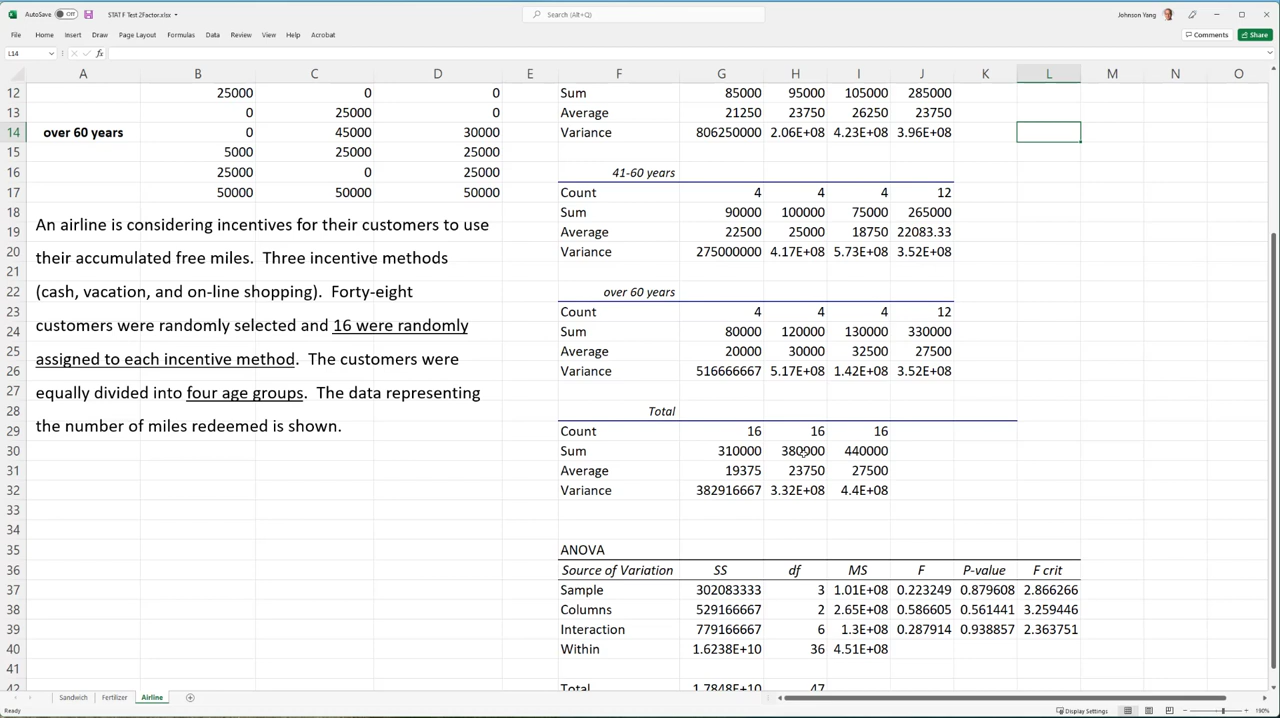 AutoSave Off STAT F Test 2Factor.xlsx Search (Alt+Q) Johnson Yang
File Home Insert Draw Page Layout Formulas Data Review View Help Acrobat Comments Share
L14 fx
A B C D E F G H I J K L M N O
12 25000 0 0 Sum 85000 95000 105000 285000
13 0 25000 0 Average 21250 23750 26250 23750
14 over 60 years 0 45000 30000 Variance 806250000 2.06E+08 4.23E+08 3.96E+08
15 5000 25000 25000
16 25000 0 25000 41-60 years
17 50000 50000 50000 Count 4 4 4 12
18 Sum 90000 100000 75000 265000
19 Average 22500 25000 18750 22083.33
20 Variance 275000000 4.17E+08 5.73E+08 3.52E+08
21
22 over 60 years
23 Count 4 4 4 12
24 Sum 80000 120000 130000 330000
25 Average 20000 30000 32500 27500
26 Variance 516666667 5.17E+08 1.42E+08 3.52E+08
27
28 Total
29 Count 16 16 16
30 Sum 310000 380000 440000
31 Average 19375 23750 27500
32 Variance 382916667 3.32E+08 4.4E+08
33
34
35 ANOVA
36 Source of Variation SS df MS F P-value F crit
37 Sample 302083333 3 1.01E+08 0.223249 0.879608 2.866266
38 Columns 529166667 2 2.65E+08 0.586605 0.561441 3.259446
39 Interaction 779166667 6 1.3E+08 0.287914 0.938857 2.363751
40 Within 1.6238E+10 36 4.51E+08
41
42 Total 1.7848E+10 47
An airline is considering incentives for their customers to use
their accumulated free miles. Three incentive methods
(cash, vacation, and on-line shopping). Forty-eight
customers were randomly selected and 16 were randomly
assigned to each incentive method. The customers were
equally divided into four age groups. The data representing
the number of miles redeemed is shown.
Sandwich Fertilizer Airline
Ready Display Settings 190%